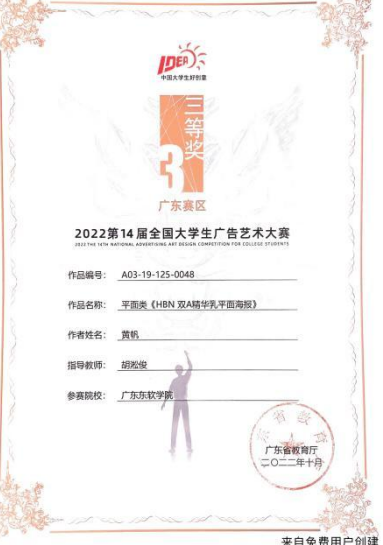 IDEA
中国大学生好创意
三等奖
3
广东赛区
2022第14届全国大学生广告艺术大赛
2022 THE 14TH NATIONAL ADVERTISING ART DESIGN COMPETITION FOR COLLEGE STUDENTS
作品编号： A03-19-125-0048
作品名称： 平面类《HBN 双A精华乳平面海报》
作者姓名： 黄帆
指导教师： 胡淞俊
参赛院校： 广东东软学院
东省教育
广东省教育厅
二〇二二年十月
来自免费用户创建